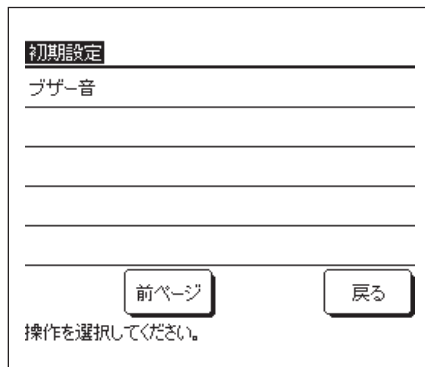 初期設定
ブザー音
前ページ
戻る
操作を選択してください。